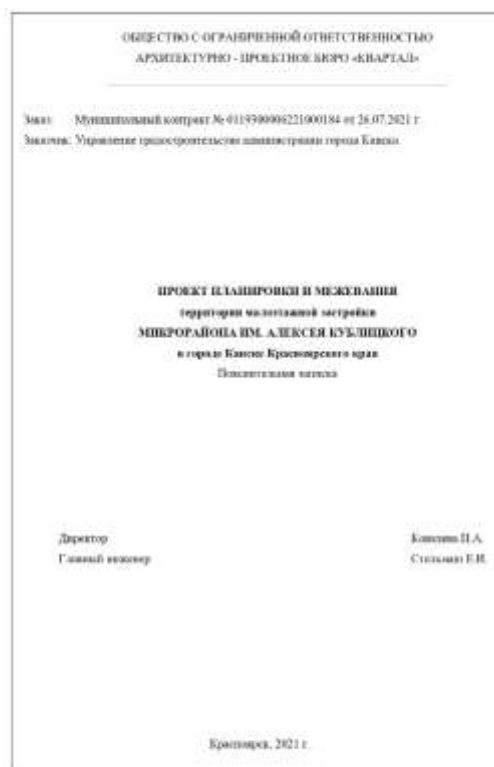 ОБЩЕСТВО С ОГРАНИЧЕННОЙ ОТВЕТСТВЕННОСТЬЮ
АРХИТЕКТУРНО - ПРОЕКТНОЕ БЮРО «КВАРТАЛ»
Заказ: Муниципальный контракт № 0119300006221000184 от 26.07.2021 г
Заказчик: Управление градостроительства администрации города Канска
ПРОЕКТ ПЛАНИРОВКИ И МЕЖЕВАНИЯ
территории малоэтажной застройки
МИКРОРАЙОНА ИМ. АЛЕКСЕЯ КУБЛИЦКОГО
в городе Канске Красноярского края
Пояснительная записка
Директор
Главный инженер Стельмах Е.И.
Красноярск, 2021 г.